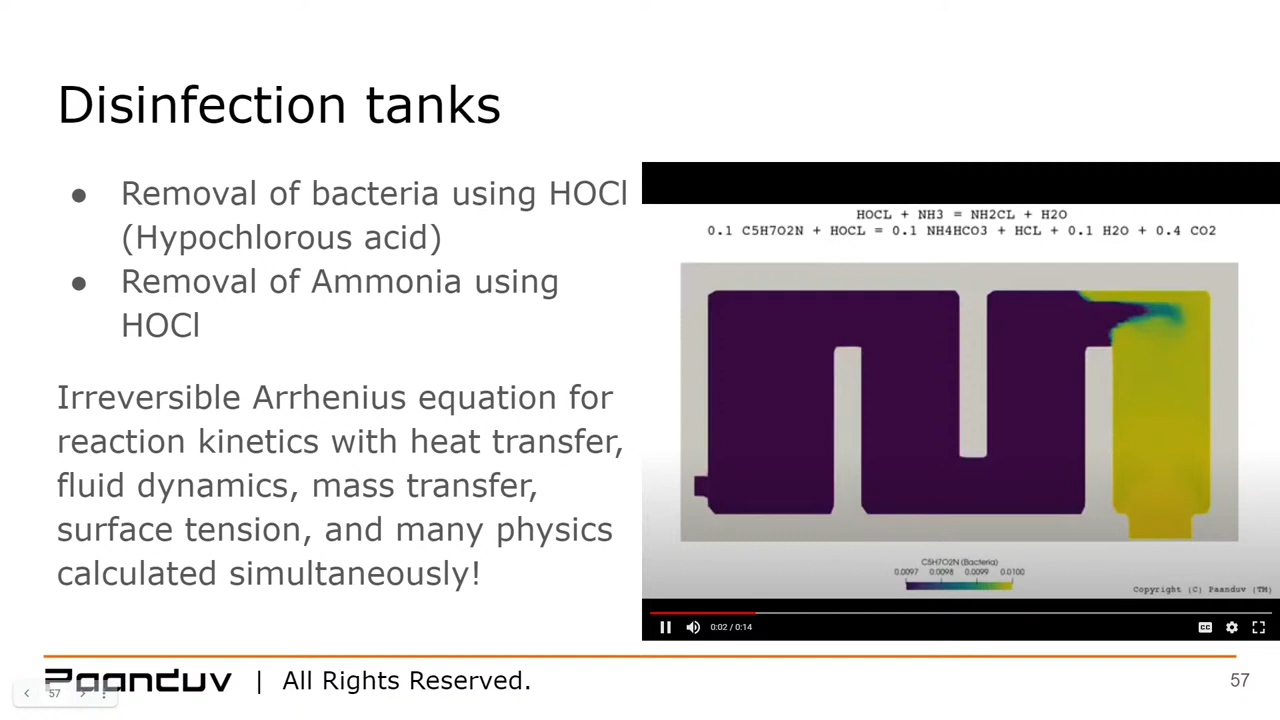 Disinfection tanks
● Removal of bacteria using HOCl
(Hypochlorous acid)
● Removal of Ammonia using
HOCl
Irreversible Arrhenius equation for
reaction kinetics with heat transfer,
fluid dynamics, mass transfer,
surface tension, and many physics
calculated simultaneously!
HOCL + NH3 = NH2CL + H2O
0.1 C5H7O2N + HOCL = 0.1 NH4HCO3 + HCL + 0.1 H2O + 0.4 CO2
C5H7O2N (Bacteria)
0.0097 0.0098 0.0099 0.0100
Copyright (C) Paanduv (TM)
0:02 / 0:14
CC
Paanduv | All Rights Reserved.
57
57